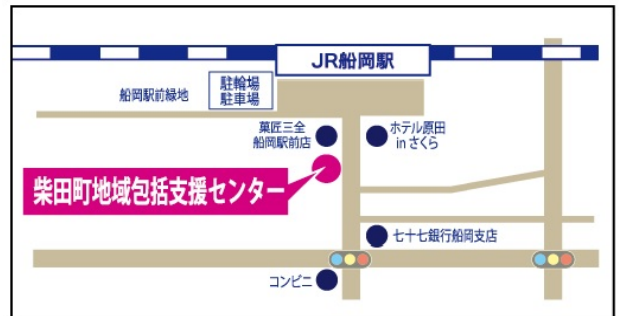 JR船岡駅
駐輪場
駐車場
船岡駅前緑地
菓匠三全
船岡駅前店
ホテル原田
in さくら
柴田町地域包括支援センター
七十七銀行船岡支店
コンビニ